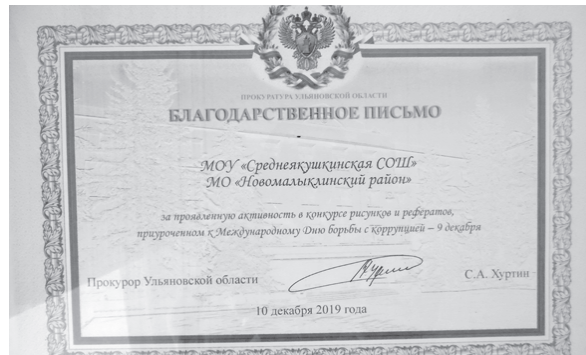 ПРОКУРАТУРА УЛЬЯНОВСКОЙ ОБЛАСТИ
БЛАГОДАРСТВЕННОЕ ПИСЬМО
МОУ «Среднеякушкинская СОШ»
МО «Новомалыклинский район»
за проявленную активность в конкурсе рисунков и рефератов,
приуроченном к Международному Дню борьбы с коррупцией – 9 декабря
Прокурор Ульяновской области С.А. Хуртин
10 декабря 2019 года